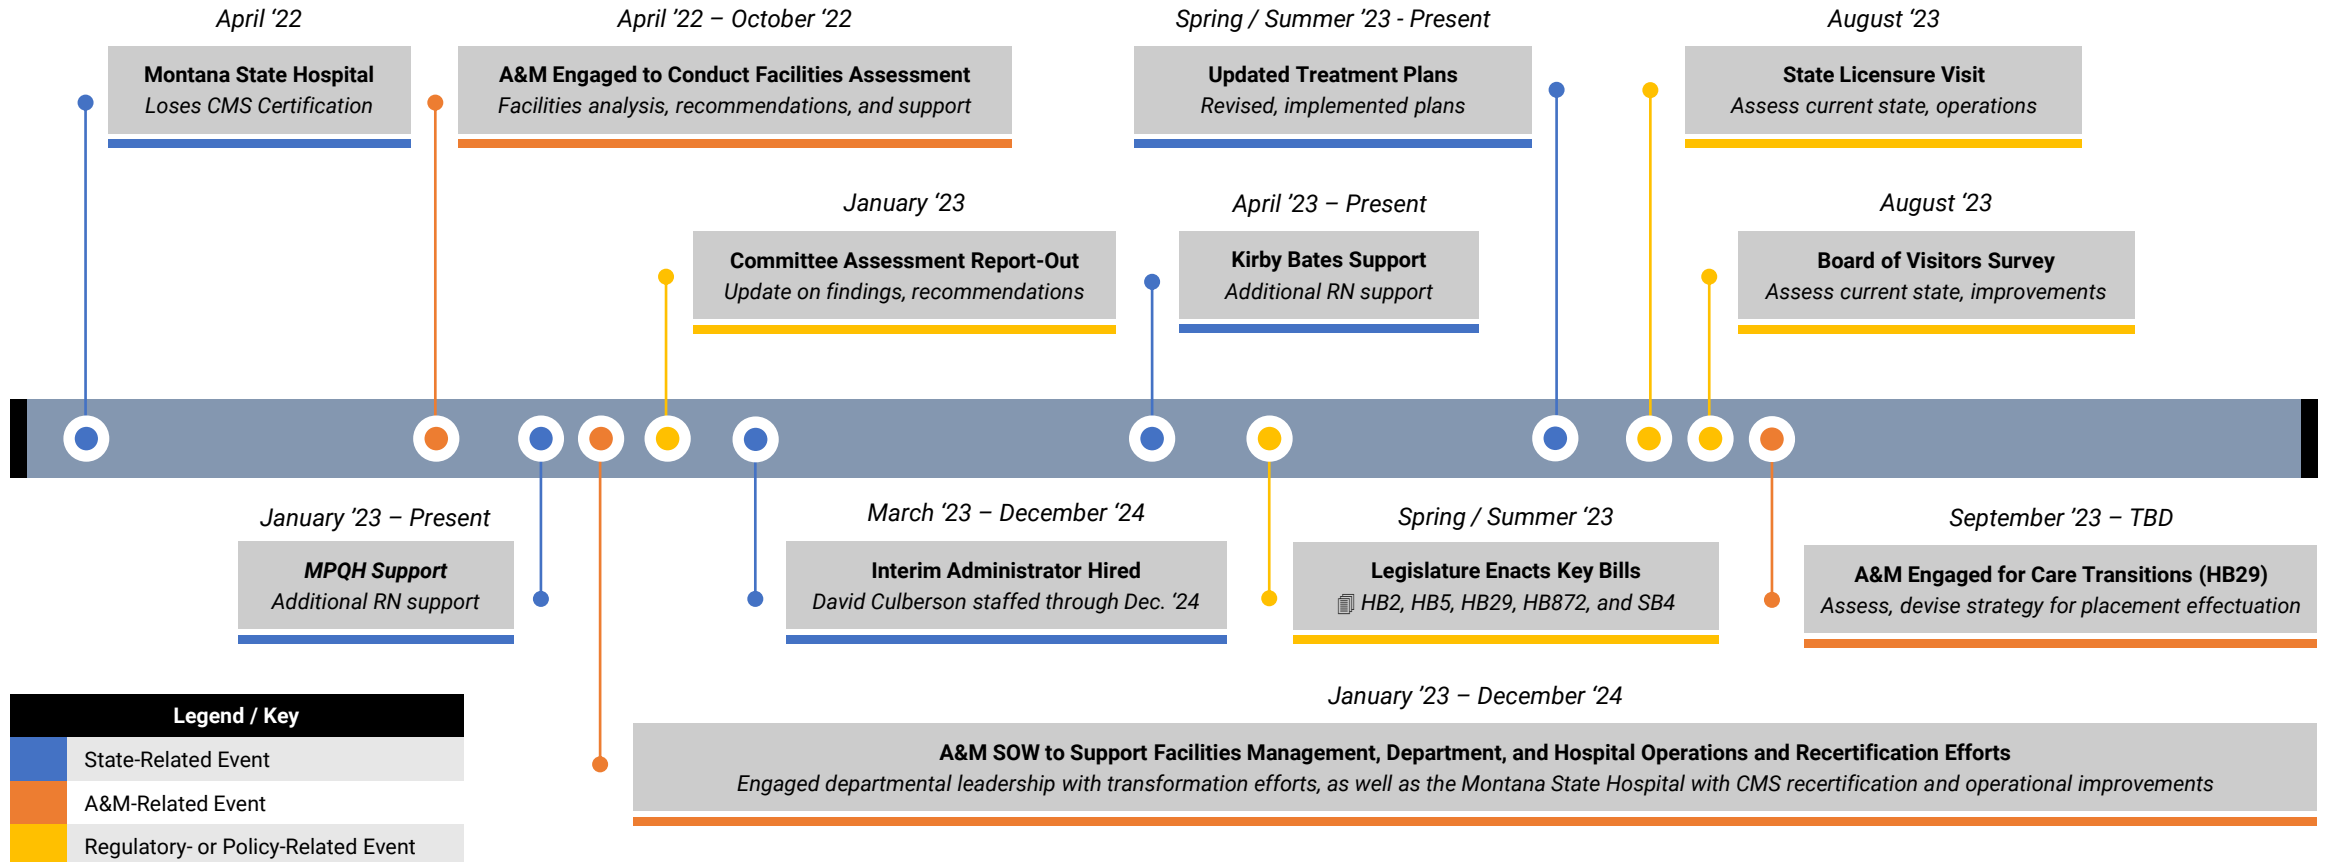 April ‘22
Montana State Hospital
Loses CMS Certification
April ’22 – October ‘22
A&M Engaged to Conduct Facilities Assessment
Facilities analysis, recommendations, and support
Spring / Summer ’23 - Present
Updated Treatment Plans
Revised, implemented plans
August ‘23
State Licensure Visit
Assess current state, operations
January ‘23
Committee Assessment Report-Out
Update on findings, recommendations
April ’23 – Present
Kirby Bates Support
Additional RN support
August ‘23
Board of Visitors Survey
Assess current state, improvements
January ’23 – Present
MPQH Support
Additional RN support
March ‘23 – December ‘24
Interim Administrator Hired
David Culberson staffed through Dec. ‘24
Spring / Summer ‘23
Legislature Enacts Key Bills
HB2, HB5, HB29, HB872, and SB4
September ’23 – TBD
A&M Engaged for Care Transitions (HB29)
Assess, devise strategy for placement effectuation
January ’23 – December ‘24
A&M SOW to Support Facilities Management, Department, and Hospital Operations and Recertification Efforts
Engaged departmental leadership with transformation efforts, as well as the Montana State Hospital with CMS recertification and operational improvements
Legend / Key
State-Related Event
A&M-Related Event
Regulatory- or Policy-Related Event